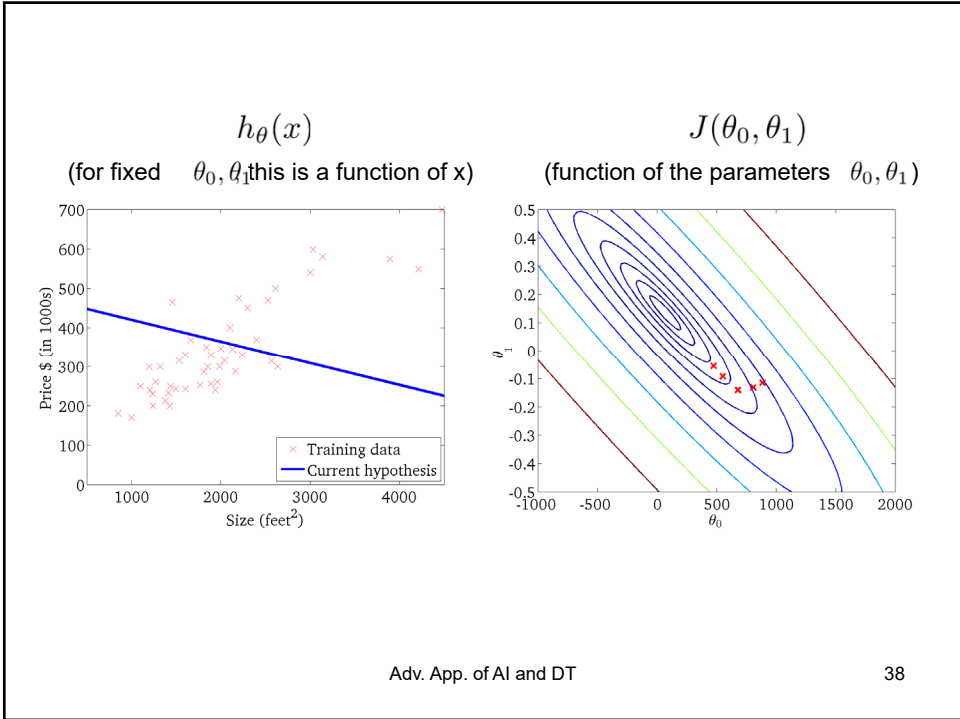 hθ(x)
(for fixed θ0, θ1 this is a function of x)
700
600
500
400
300
200
100
0
Price $ (in 1000s)
1000 2000 3000 4000
Size (feet²)
Training data
Current hypothesis
J(θ0, θ1)
(function of the parameters θ0, θ1)
0.5
0.4
0.3
0.2
0.1
0
-0.1
-0.2
-0.3
-0.4
-0.5
θ1
-1000 -500 0 500 1000 1500 2000
θ0
Adv. App. of AI and DT 38